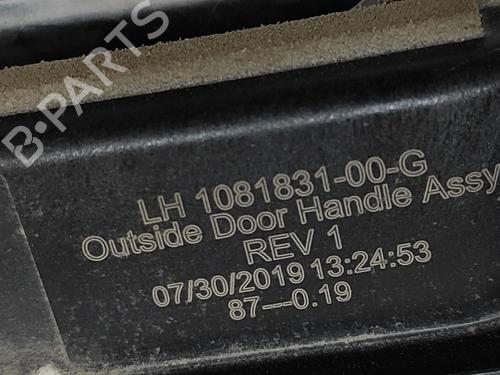 B-PARTS
LH 1081831-00-G
Outside Door Handle Assy
REV 1
07/30/2019 13:24:53
87—0.19